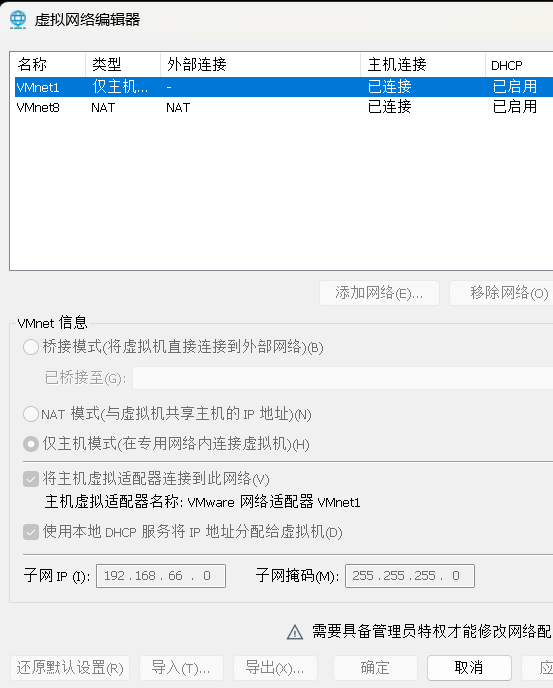 虚拟网络编辑器
名称 类型 外部连接 主机连接 DHCP
VMnet1 仅主机... - 已连接 已启用
VMnet8 NAT NAT 已连接 已启用
添加网络(E)... 移除网络(O)
VMnet 信息
桥接模式(将虚拟机直接连接到外部网络)(B)
已桥接至(G):
NAT 模式(与虚拟机共享主机的 IP 地址)(N)
仅主机模式(在专用网络内连接虚拟机)(H)
将主机虚拟适配器连接到此网络(V)
主机虚拟适配器名称: VMware 网络适配器 VMnet1
使用本地 DHCP 服务将 IP 地址分配给虚拟机(D)
子网 IP (I): 192 . 168 . 66 . 0 子网掩码(M): 255 . 255 . 255 . 0
需要具备管理员特权才能修改网络配
还原默认设置(R) 导入(T)... 导出(X)... 确定 取消 应